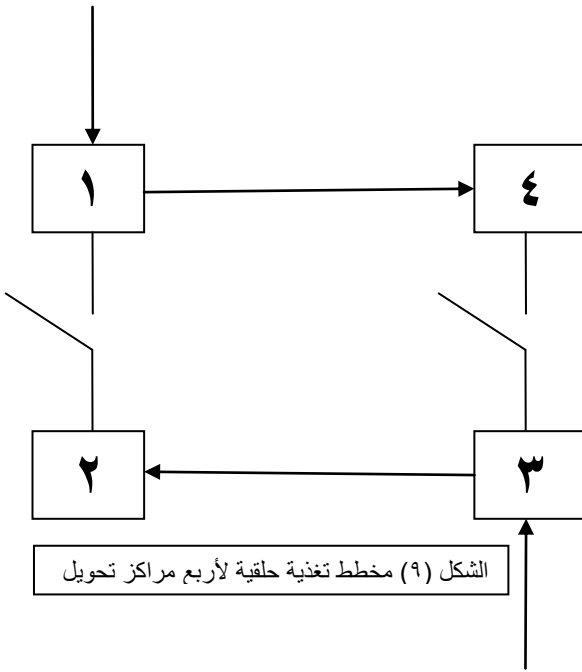 ١
٤
٢
٣
الشكل (٩) مخطط تغذية حلقية لأربع مراكز تحويل